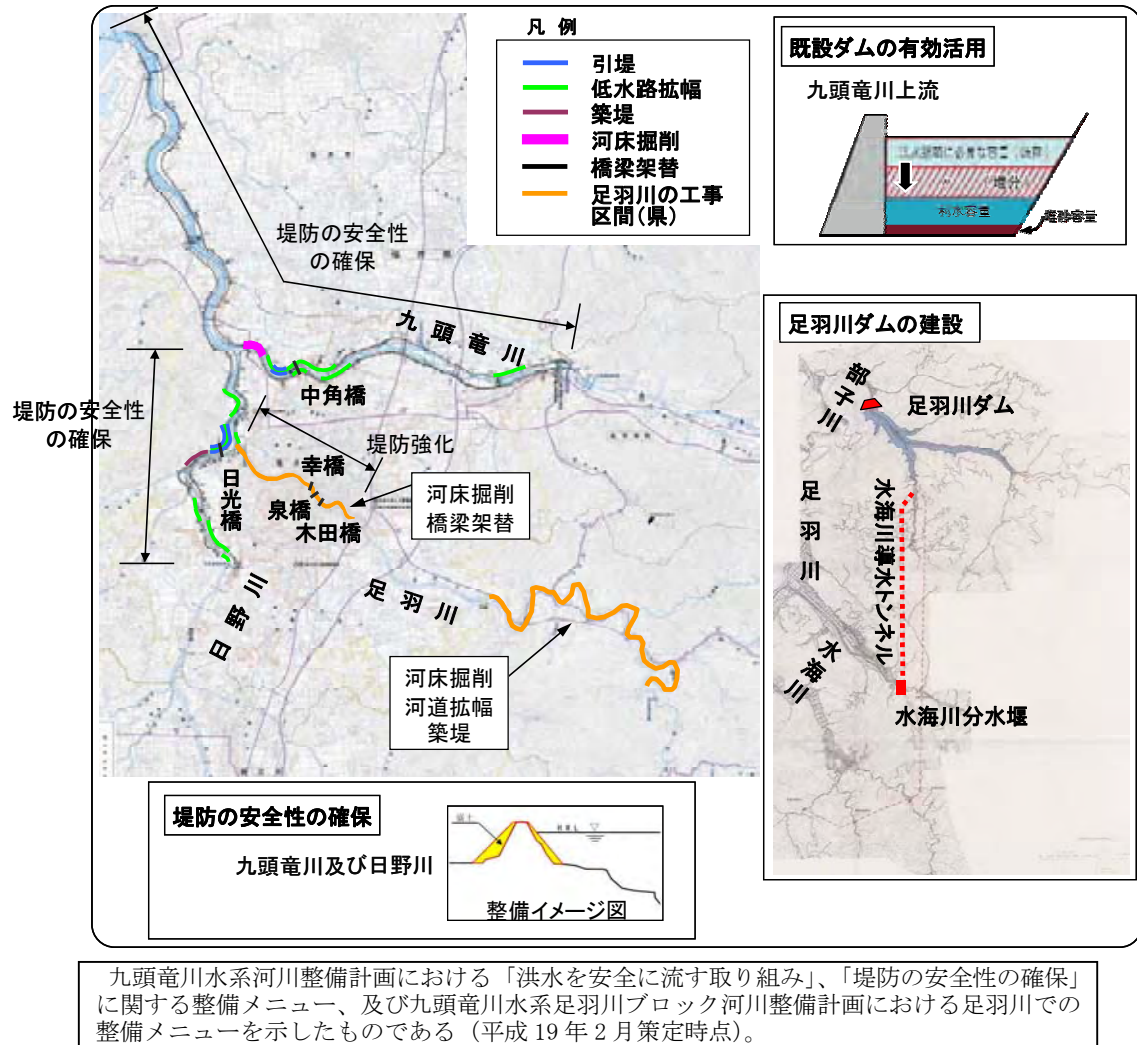 凡 例
引堤
低水路拡幅
築堤
河床掘削
橋梁架替
足羽川の工事
区間(県)
既設ダムの有効活用
九頭竜川上流
利水容量
堆砂容量
堤防の安全性
の確保
九頭竜川
中角橋
堤防の安全性
の確保
堤防強化
幸橋
泉橋
木田橋
日光橋
河床掘削
橋梁架替
日野川
足羽川
河床掘削
河道拡幅
築堤
足羽川ダムの建設
部子川
足羽川ダム
足羽川
水海川導水トンネル
水海川
水海川分水堰
堤防の安全性の確保
九頭竜川及び日野川
盛土
H.W.L
整備イメージ図
九頭竜川水系河川整備計画における「洪水を安全に流す取り組み」、「堤防の安全性の確保」
に関する整備メニュー、及び九頭竜川水系足羽川ブロック河川整備計画における足羽川での
整備メニューを示したものである（平成 19 年 2 月策定時点）。